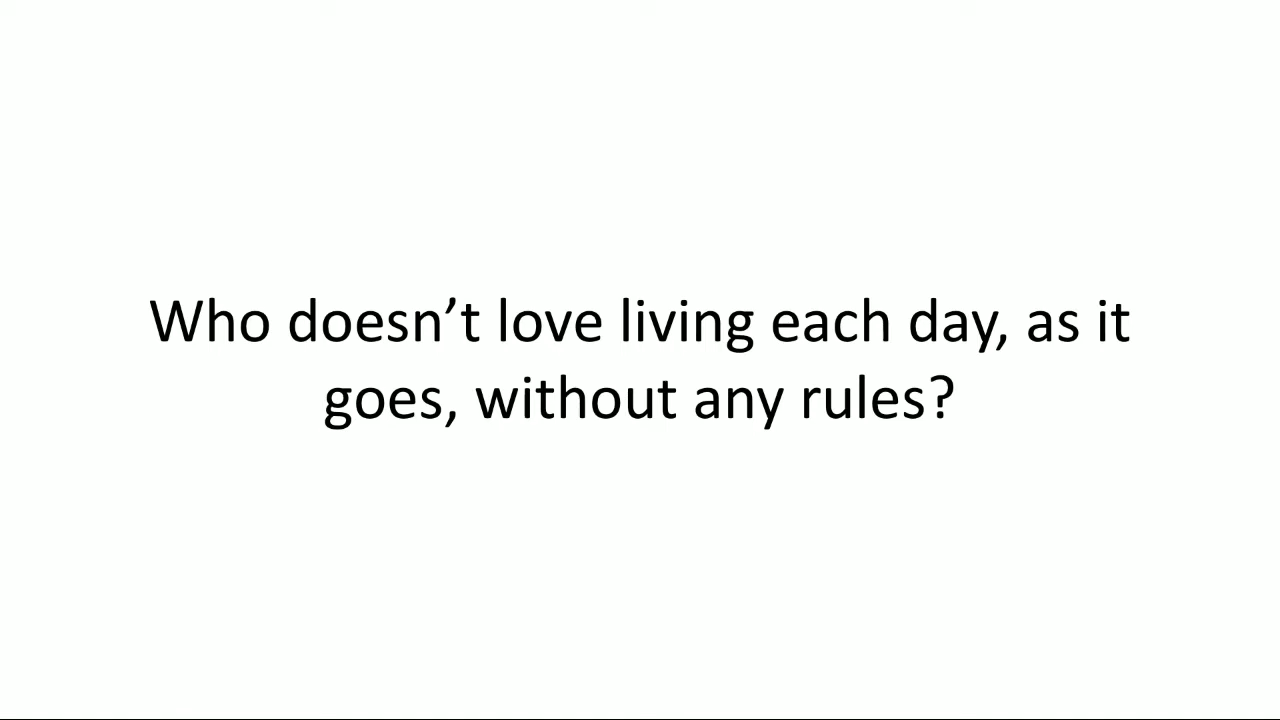 Who doesn’t love living each day, as it
goes, without any rules?